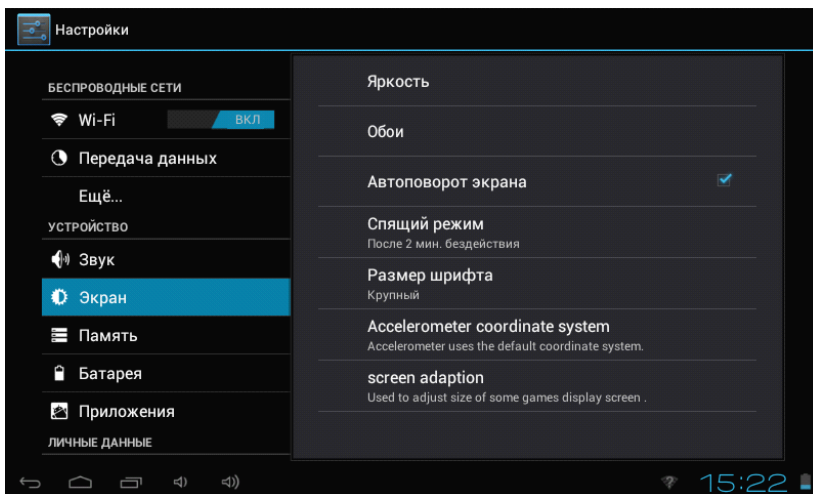 Настройки
БЕСПРОВОДНЫЕ СЕТИ
Wi-Fi ВКЛ
Передача данных
Ещё...
УСТРОЙСТВО
Звук
Экран
Память
Батарея
Приложения
ЛИЧНЫЕ ДАННЫЕ
Яркость
Обои
Автоповорот экрана
Спящий режим
После 2 мин. бездействия
Размер шрифта
Крупный
Accelerometer coordinate system
Accelerometer uses the default coordinate system.
screen adaption
Used to adjust size of some games display screen .
15:22